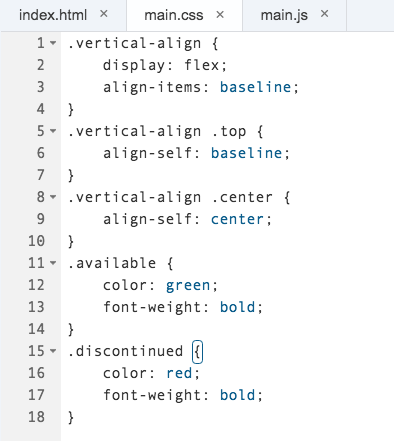 index.html × main.css × main.js ×
1 .vertical-align {
2     display: flex;
3     align-items: baseline;
4 }
5 .vertical-align .top {
6     align-self: baseline;
7 }
8 .vertical-align .center {
9     align-self: center;
10 }
11 .available {
12     color: green;
13     font-weight: bold;
14 }
15 .discontinued {
16     color: red;
17     font-weight: bold;
18 }